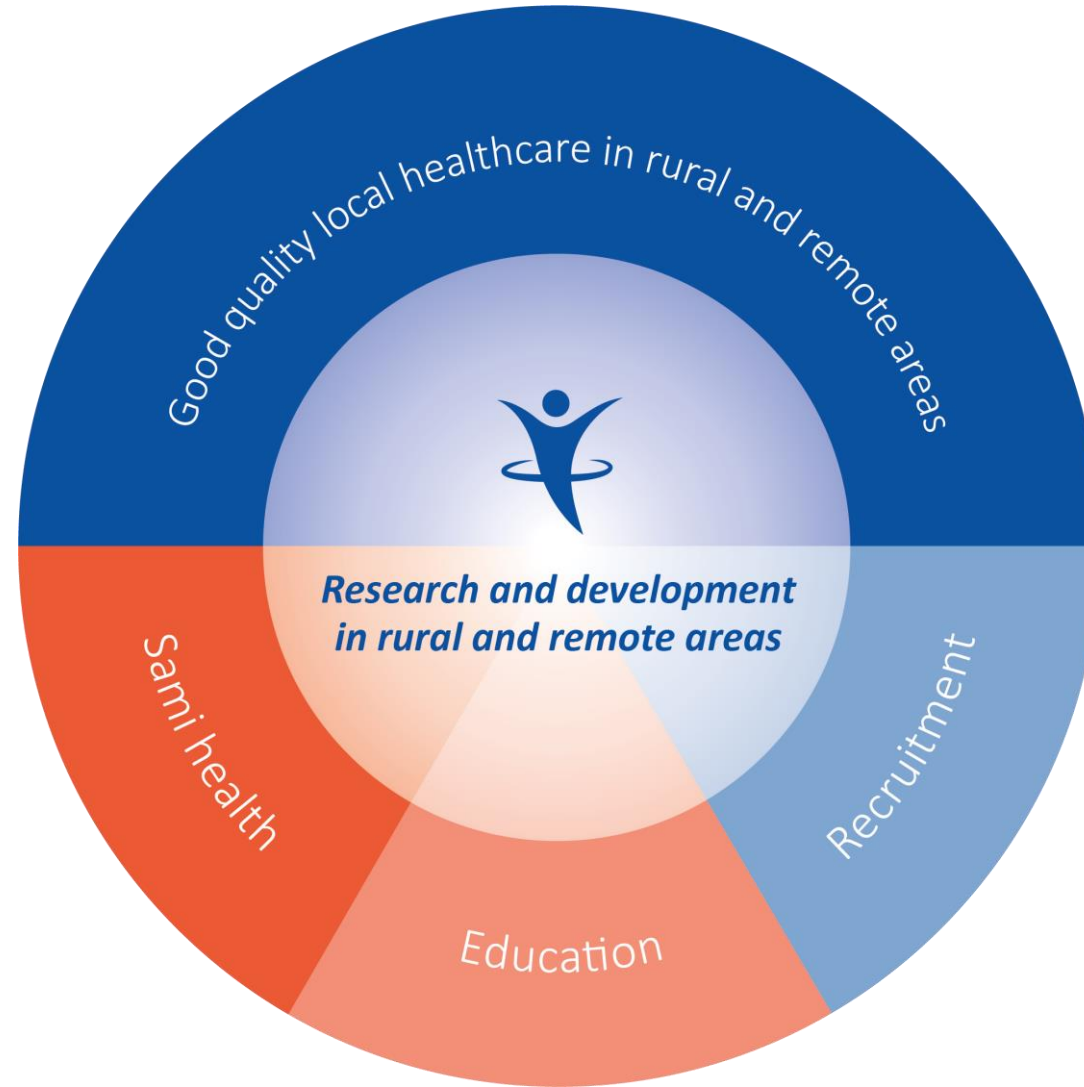 Good quality local healthcare in rural and remote areas
Research and development
in rural and remote areas
Sami health
Recruitment
Education